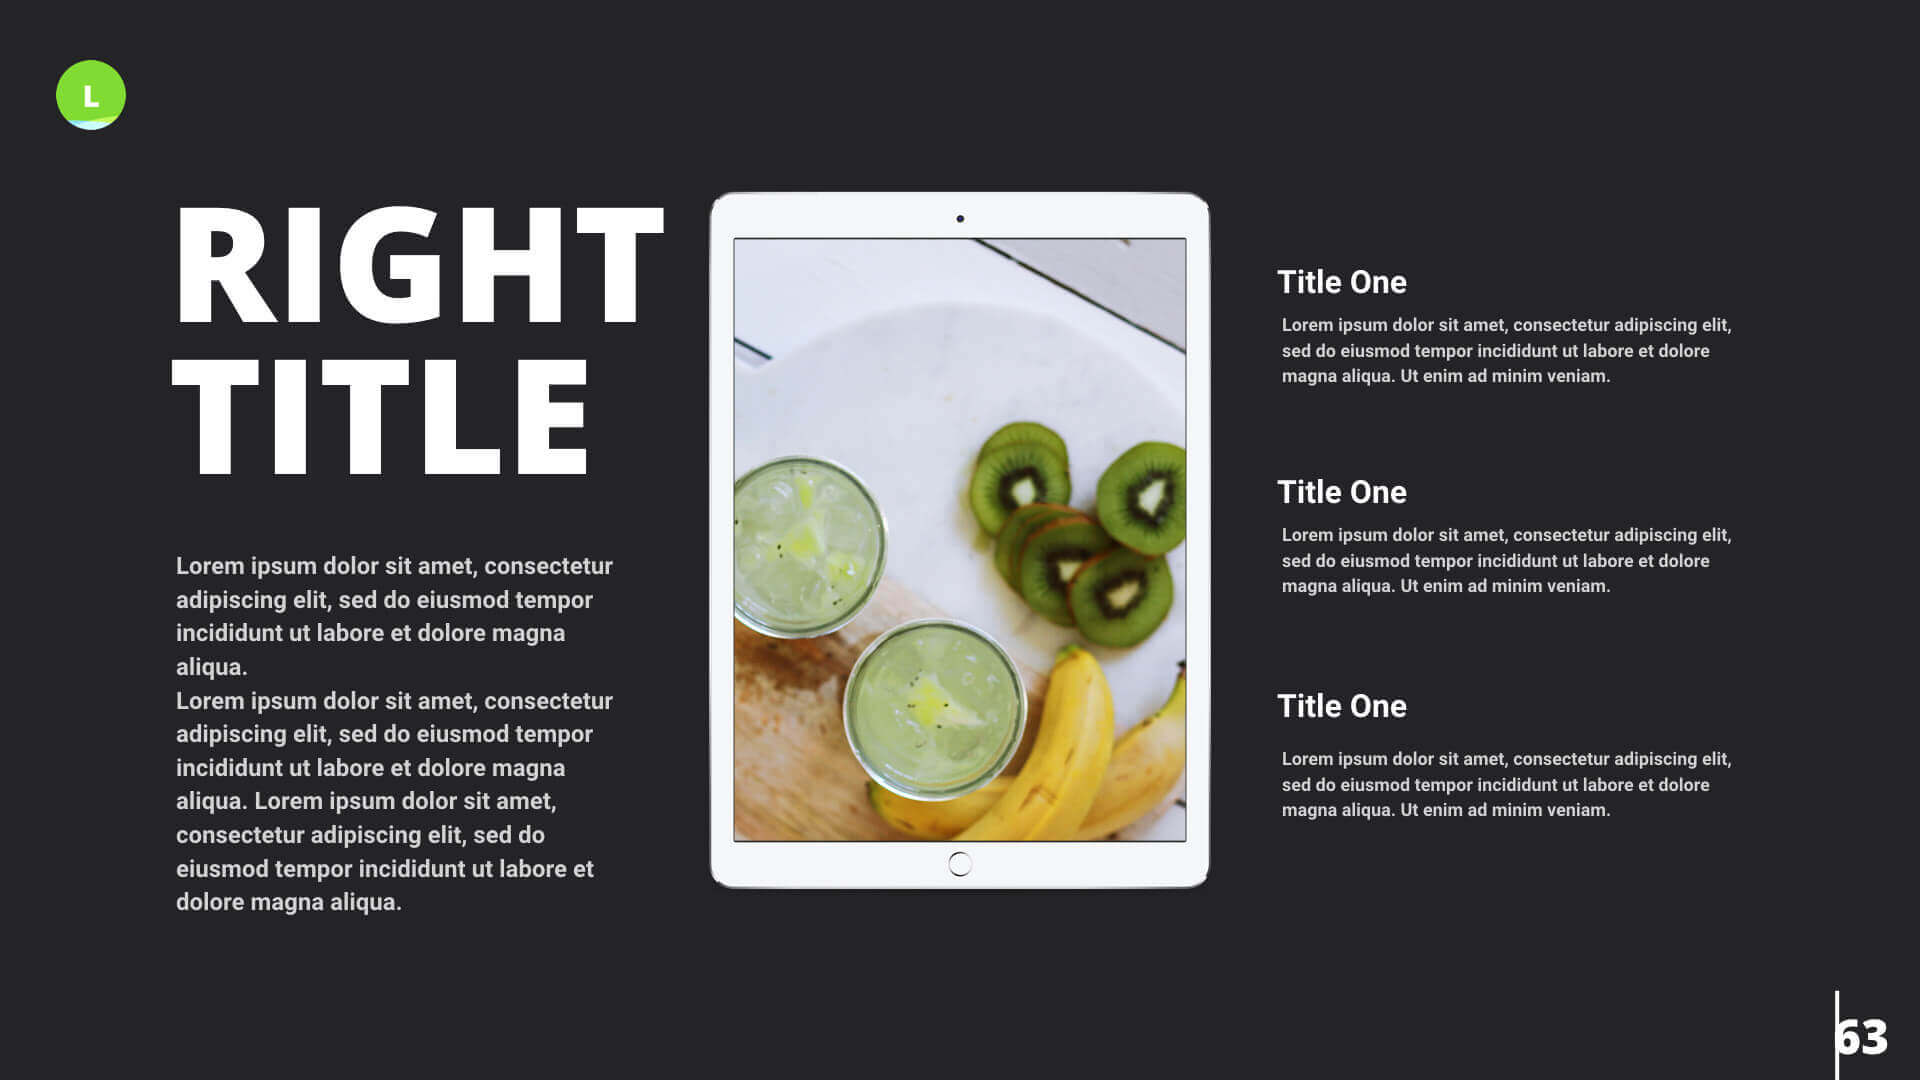 L
RIGHT
TITLE
Lorem ipsum dolor sit amet, consectetur
adipiscing elit, sed do eiusmod tempor
incididunt ut labore et dolore magna
aliqua.
Lorem ipsum dolor sit amet, consectetur
adipiscing elit, sed do eiusmod tempor
incididunt ut labore et dolore magna
aliqua. Lorem ipsum dolor sit amet,
consectetur adipiscing elit, sed do
eiusmod tempor incididunt ut labore et
dolore magna aliqua.
Title One
Lorem ipsum dolor sit amet, consectetur adipiscing elit,
sed do eiusmod tempor incididunt ut labore et dolore
magna aliqua. Ut enim ad minim veniam.
Title One
Lorem ipsum dolor sit amet, consectetur adipiscing elit,
sed do eiusmod tempor incididunt ut labore et dolore
magna aliqua. Ut enim ad minim veniam.
Title One
Lorem ipsum dolor sit amet, consectetur adipiscing elit,
sed do eiusmod tempor incididunt ut labore et dolore
magna aliqua. Ut enim ad minim veniam.
63